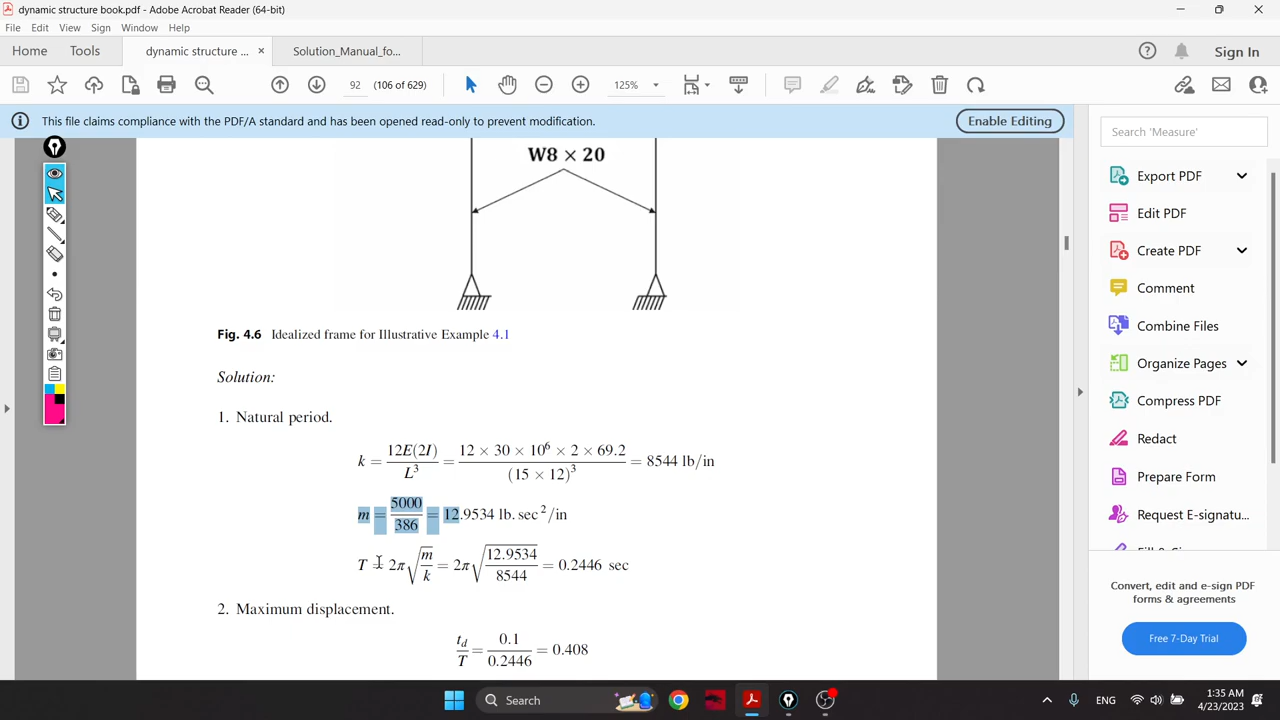 dynamic structure book.pdf - Adobe Acrobat Reader (64-bit)
File Edit View Sign Window Help
Home Tools dynamic structure ... × Solution_Manual_fo... Sign In
92 (106 of 629) 125%
This file claims compliance with the PDF/A standard and has been opened read-only to prevent modification. Enable Editing
Search 'Measure'
W8 × 20
Export PDF
Edit PDF
Create PDF
Comment
Combine Files
Organize Pages
Compress PDF
Redact
Prepare Form
Request E-signatu...
Convert, edit and e-sign PDF
forms & agreements
Free 7-Day Trial
Fig. 4.6 Idealized frame for Illustrative Example 4.1
Solution:
1. Natural period.
k = 12E(2I) / L³ = 12 × 30 × 10⁶ × 2 × 69.2 / (15 × 12)³ = 8544 lb/in
m = 5000 / 386 = 12.9534 lb. sec²/in
T = 2π √(m/k) = 2π √(12.9534 / 8544) = 0.2446 sec
2. Maximum displacement.
t_d / T = 0.1 / 0.2446 = 0.408
Search ENG 1:35 AM
4/23/2023